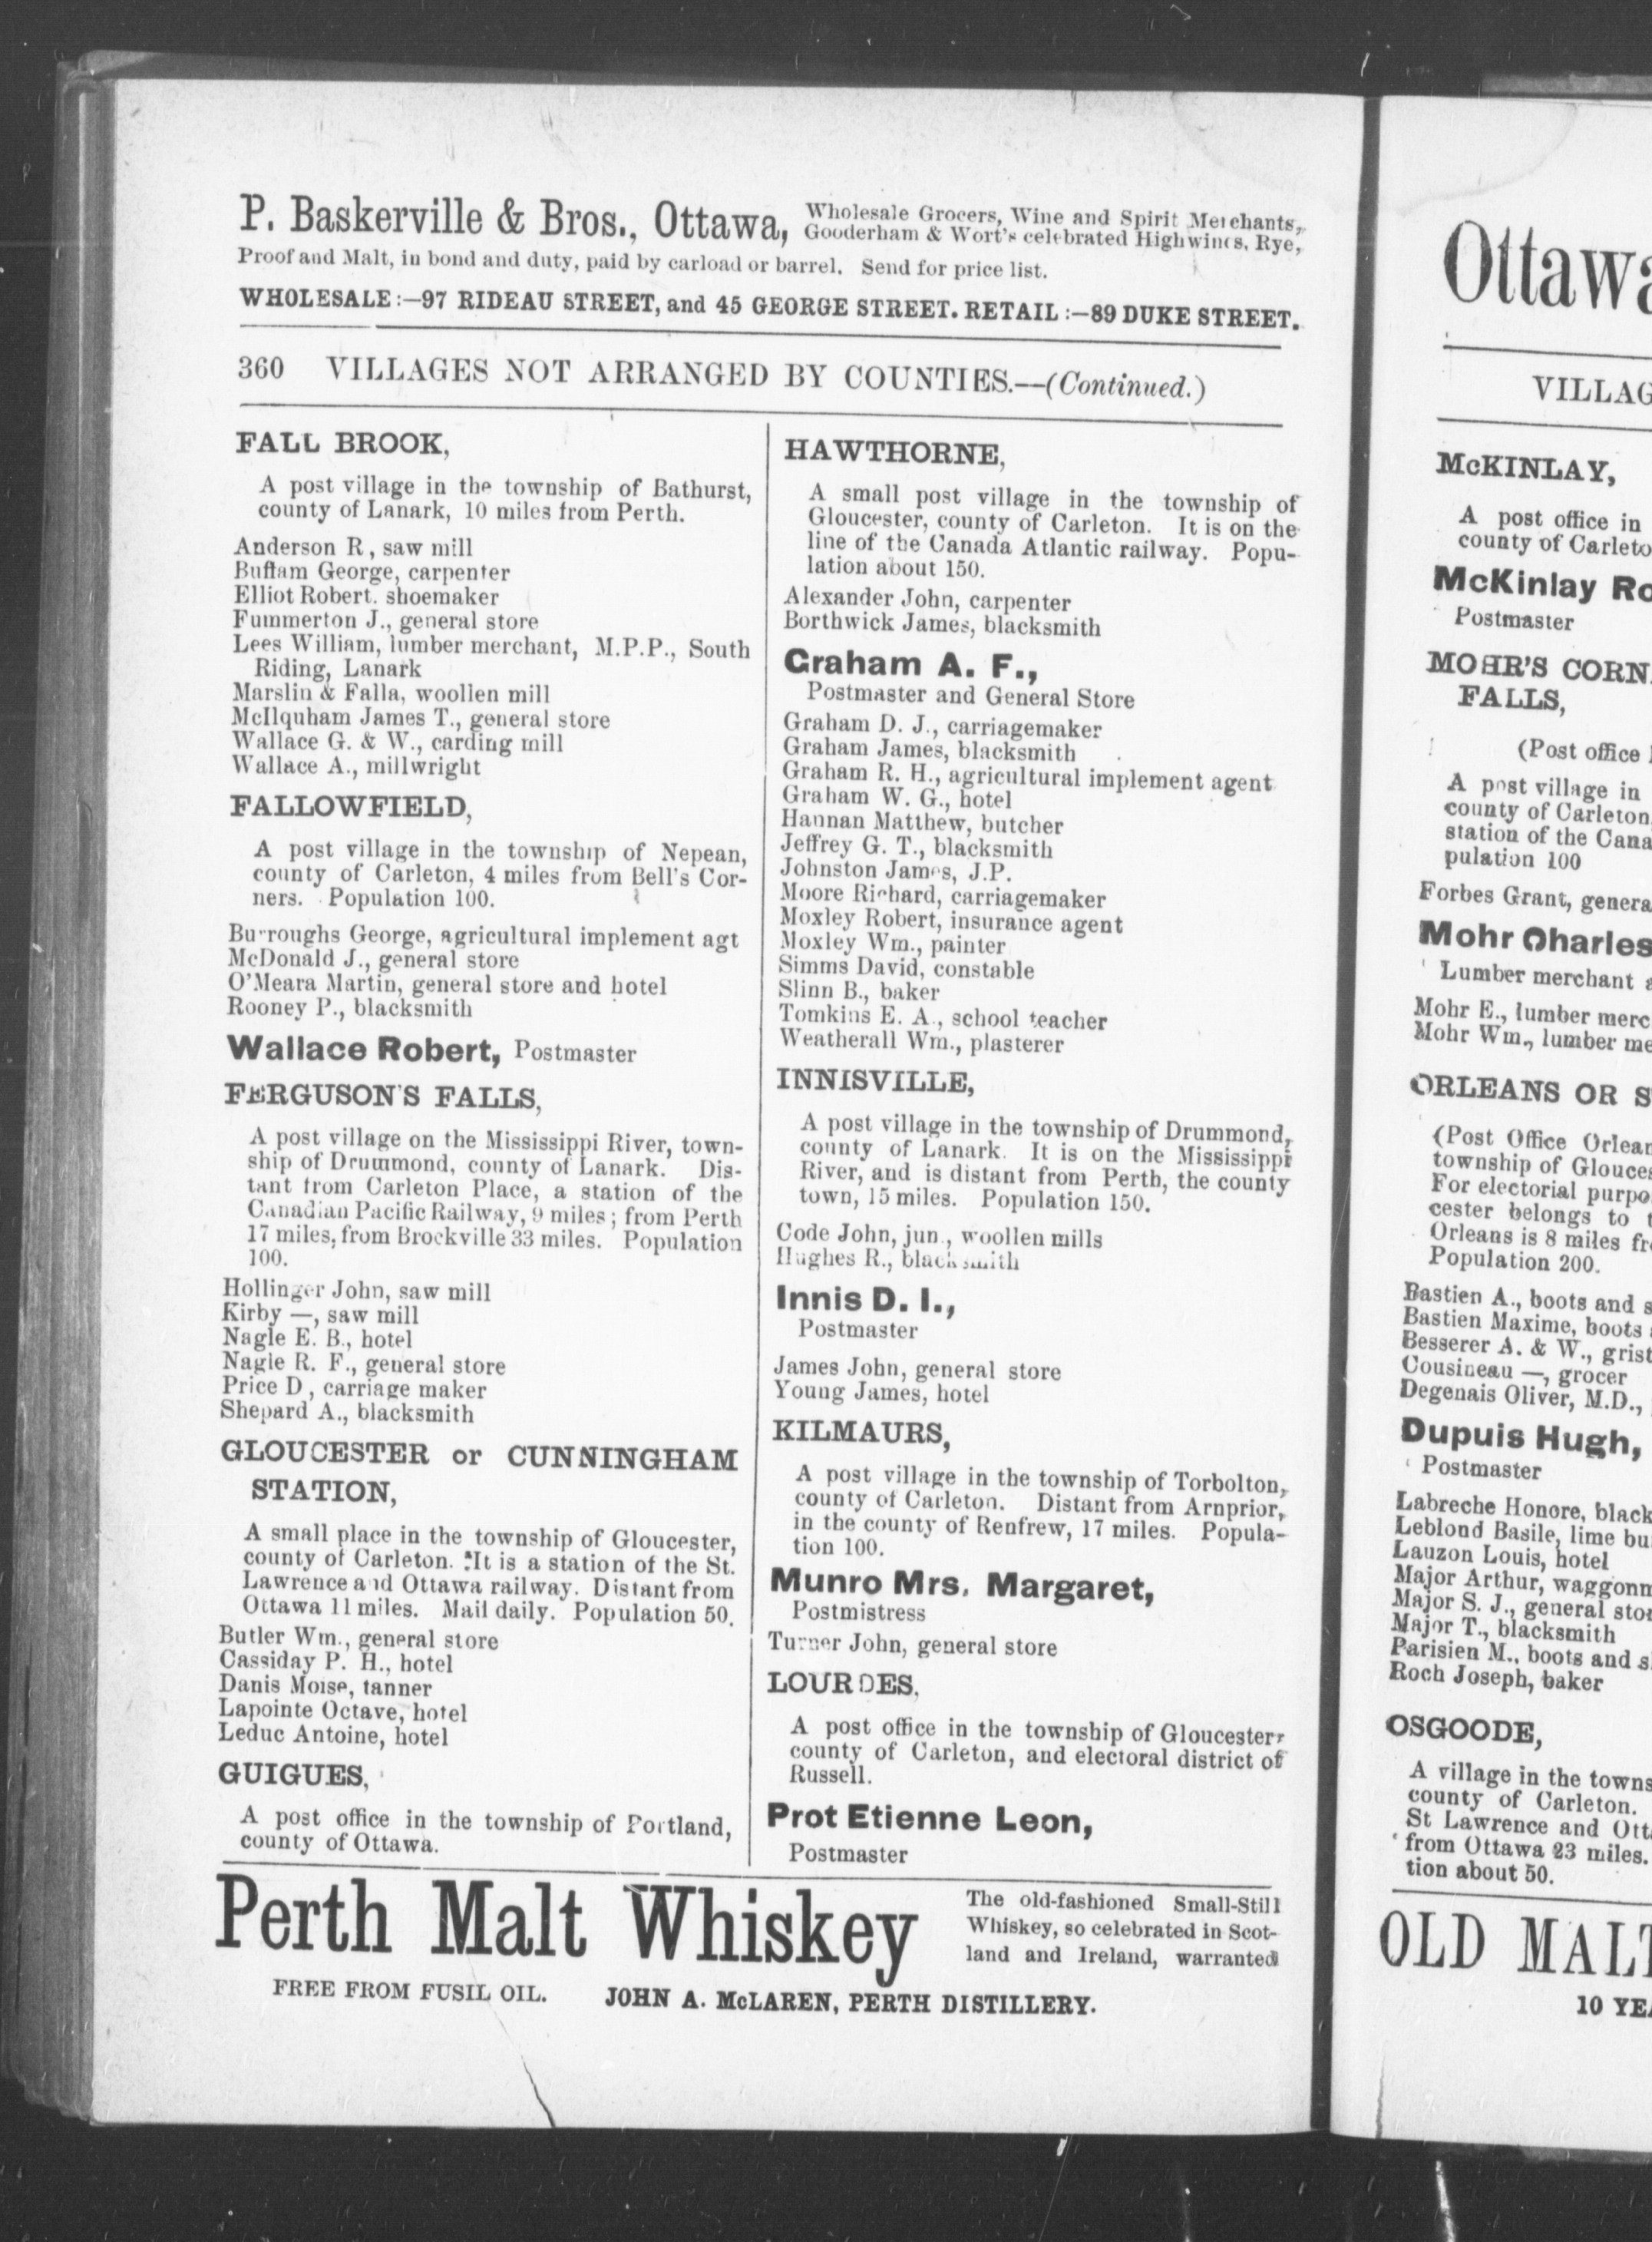 P. Baskerville & Bros., Ottawa, Wholesale Grocers, Wine and Spirit Merchants,
Gooderham & Wort's celebrated Highwines, Rye,
Proof and Malt, in bond and duty, paid by carload or barrel. Send for price list.
WHOLESALE:—97 RIDEAU STREET, and 45 GEORGE STREET. RETAIL:—89 DUKE STREET.
360 VILLAGES NOT ARRANGED BY COUNTIES.—(Continued.)
FALL BROOK,
A post village in the township of Bathurst,
county of Lanark, 10 miles from Perth.
Anderson R, saw mill
Buffam George, carpenter
Elliot Robert. shoemaker
Fummerton J., general store
Lees William, lumber merchant, M.P.P., South
Riding, Lanark
Marslin & Falla, woollen mill
McIlquham James T., general store
Wallace G. & W., carding mill
Wallace A., millwright
FALLOWFIELD,
A post village in the township of Nepean,
county of Carleton, 4 miles from Bell's Cor-
ners. Population 100.
Burroughs George, agricultural implement agt
McDonald J., general store
O'Meara Martin, general store and hotel
Rooney P., blacksmith
Wallace Robert, Postmaster
FERGUSON'S FALLS,
A post village on the Mississippi River, town-
ship of Drummond, county of Lanark. Dis-
tant from Carleton Place, a station of the
Canadian Pacific Railway, 9 miles; from Perth
17 miles, from Brockville 33 miles. Population
100.
Hollinger John, saw mill
Kirby —, saw mill
Nagle E. B., hotel
Nagle R. F., general store
Price D, carriage maker
Shepard A., blacksmith
GLOUCESTER or CUNNINGHAM
STATION,
A small place in the township of Gloucester,
county of Carleton. It is a station of the St.
Lawrence and Ottawa railway. Distant from
Ottawa 11 miles. Mail daily. Population 50.
Butler Wm., general store
Cassiday P. H., hotel
Danis Moise, tanner
Lapointe Octave, hotel
Leduc Antoine, hotel
GUIGUES,
A post office in the township of Portland,
county of Ottawa.
HAWTHORNE,
A small post village in the township of
Gloucester, county of Carleton. It is on the
line of the Canada Atlantic railway. Popu-
lation about 150.
Alexander John, carpenter
Borthwick James, blacksmith
Graham A. F.,
Postmaster and General Store
Graham D. J., carriagemaker
Graham James, blacksmith
Graham R. H., agricultural implement agent
Graham W. G., hotel
Hannan Matthew, butcher
Jeffrey G. T., blacksmith
Johnston James, J.P.
Moore Richard, carriagemaker
Moxley Robert, insurance agent
Moxley Wm., painter
Simms David, constable
Slinn B., baker
Tomkins E. A., school teacher
Weatherall Wm., plasterer
INNISVILLE,
A post village in the township of Drummond,
county of Lanark. It is on the Mississippi
River, and is distant from Perth, the county
town, 15 miles. Population 150.
Code John, jun., woollen mills
Hughes R., blacksmith
Innis D. I.,
Postmaster
James John, general store
Young James, hotel
KILMAURS,
A post village in the township of Torbolton,
county of Carleton. Distant from Arnprior,
in the county of Renfrew, 17 miles. Popula-
tion 100.
Munro Mrs. Margaret,
Postmistress
Turner John, general store
LOURDES,
A post office in the township of Gloucester,
county of Carleton, and electoral district of
Russell.
Prot Etienne Leon,
Postmaster
Perth Malt Whiskey The old-fashioned Small-Still
Whiskey, so celebrated in Scot-
land and Ireland, warranted
FREE FROM FUSIL OIL. JOHN A. McLAREN, PERTH DISTILLERY.
Ottawa
VILLAG
McKINLAY,
A post office in
county of Carleto
McKinlay Ro
Postmaster
MOHR'S CORN
FALLS,
(Post office
A post village in
county of Carleton
station of the Cana
pulation 100
Forbes Grant, genera
Mohr Charles
Lumber merchant
Mohr E., lumber merc
Mohr Wm., lumber me
ORLEANS OR S
(Post Office Orlean
township of Glouces
For electorial purpo
cester belongs to t
Orleans is 8 miles fr
Population 200.
Bastien A., boots and s
Bastien Maxime, boots
Besserer A. & W., grist
Cousineau —, grocer
Degenais Oliver, M.D.,
Dupuis Hugh,
Postmaster
Labreche Honore, black
Leblond Basile, lime bu
Lauzon Louis, hotel
Major Arthur, waggonm
Major S. J., general stor
Major T., blacksmith
Parisien M., boots and s
Roch Joseph, baker
OSGOODE,
A village in the towns
county of Carleton.
St Lawrence and Ott
from Ottawa 23 miles.
tion about 50.
OLD MALT
10 YEA